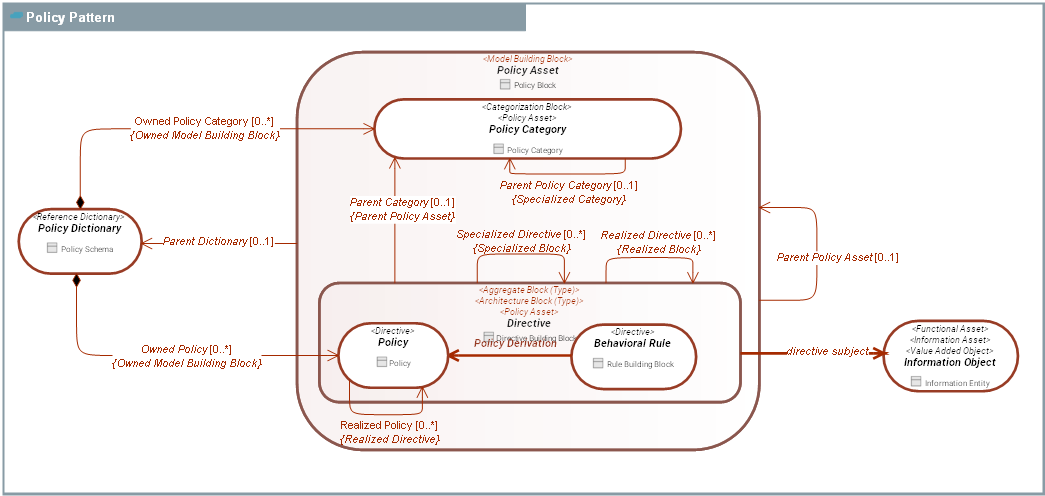 Policy Pattern
<Model Building Block>
Policy Asset
Policy Block
<Categorization Block>
<Policy Asset>
Policy Category
Policy Category
Owned Policy Category [0..*]
{Owned Model Building Block}
Parent Policy Category [0..1]
{Specialized Category}
Parent Category [0..1]
{Parent Policy Asset}
<Reference Dictionary>
Policy Dictionary
Policy Schema
Parent Dictionary [0..1]
Specialized Directive [0..*]
{Specialized Block}
Realized Directive [0..*]
{Realized Block}
Parent Policy Asset [0..1]
<Aggregate Block (Type)>
<Architecture Block (Type)>
<Policy Asset>
Directive
Directive Building Block
<Directive>
Policy
Policy
Policy Derivation
<Directive>
Behavioral Rule
Rule Building Block
Owned Policy [0..*]
{Owned Model Building Block}
directive subject
<Functional Asset>
<Information Asset>
<Value Added Object>
Information Object
Information Entity
Realized Policy [0..*]
{Realized Directive}